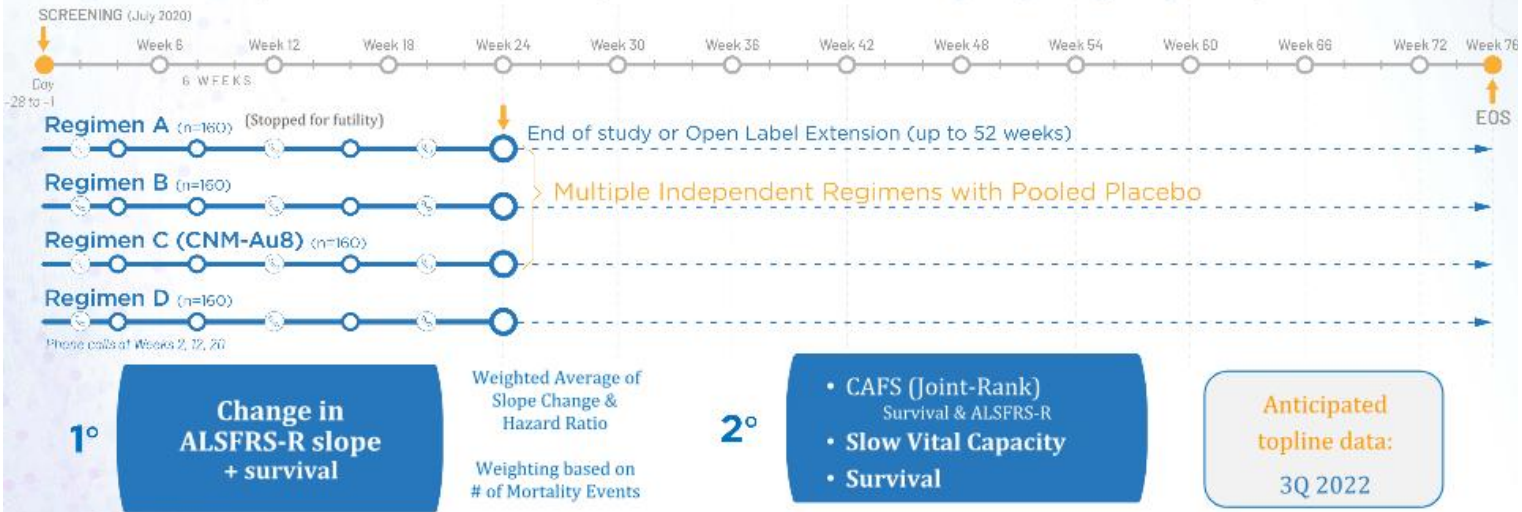 SCREENING (July 2020)
Week 6 Week 12 Week 18 Week 24 Week 30 Week 36 Week 42 Week 48 Week 54 Week 60 Week 66 Week 72 Week 76
6 WEEKS
Day
-28 to -1
EOS
Regimen A (n=160) (Stopped for futility)
End of study or Open Label Extension (up to 52 weeks)
Regimen B (n=160)
Multiple Independent Regimens with Pooled Placebo
Regimen C (CNM-Au8) (n=160)
Regimen D (n=160)
Phone calls at Weeks 2, 12, 20
1°
Change in
ALSFRS-R slope
+ survival
Weighted Average of
Slope Change &
Hazard Ratio
Weighting based on
# of Mortality Events
2°
• CAFS (Joint-Rank)
Survival & ALSFRS-R
• Slow Vital Capacity
• Survival
Anticipated
topline data:
3Q 2022